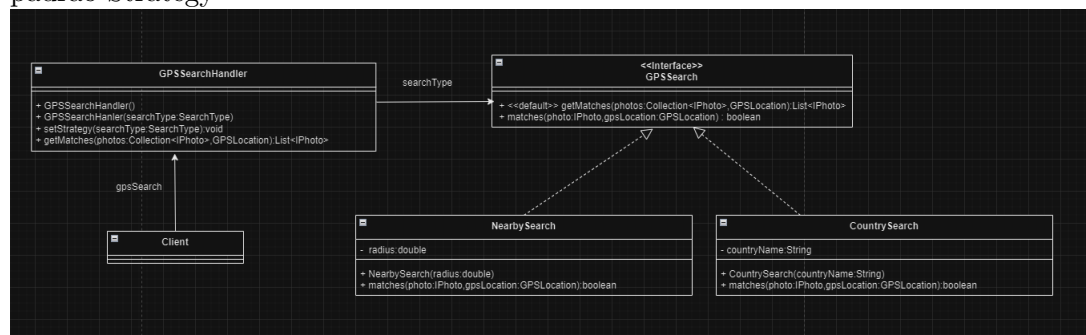 padrão Strategy
GPSSearchHandler
+ GPSSearchHandler()
+ GPSSearchHanler(searchType:SearchType)
+ setStrategy(searchType:SearchType):void
+ getMatches(photos:Collection<IPhoto>,GPSLocation):List<IPhoto>
searchType
<<Interface>>
GPSSearch
+ <<default>> getMatches(photos:Collection<IPhoto>,GPSLocation):List<IPhoto>
+ matches(photo:IPhoto,gpsLocation:GPSLocation) : boolean
gpsSearch
Client
NearbySearch
- radius:double
+ NearbySearch(radius:double)
+ matches(photo:IPhoto,gpsLocation:GPSLocation):boolean
CountrySearch
- countryName:String
+ CountrySearch(countryName:String)
+ matches(photo:IPhoto,gpsLocation:GPSLocation):boolean